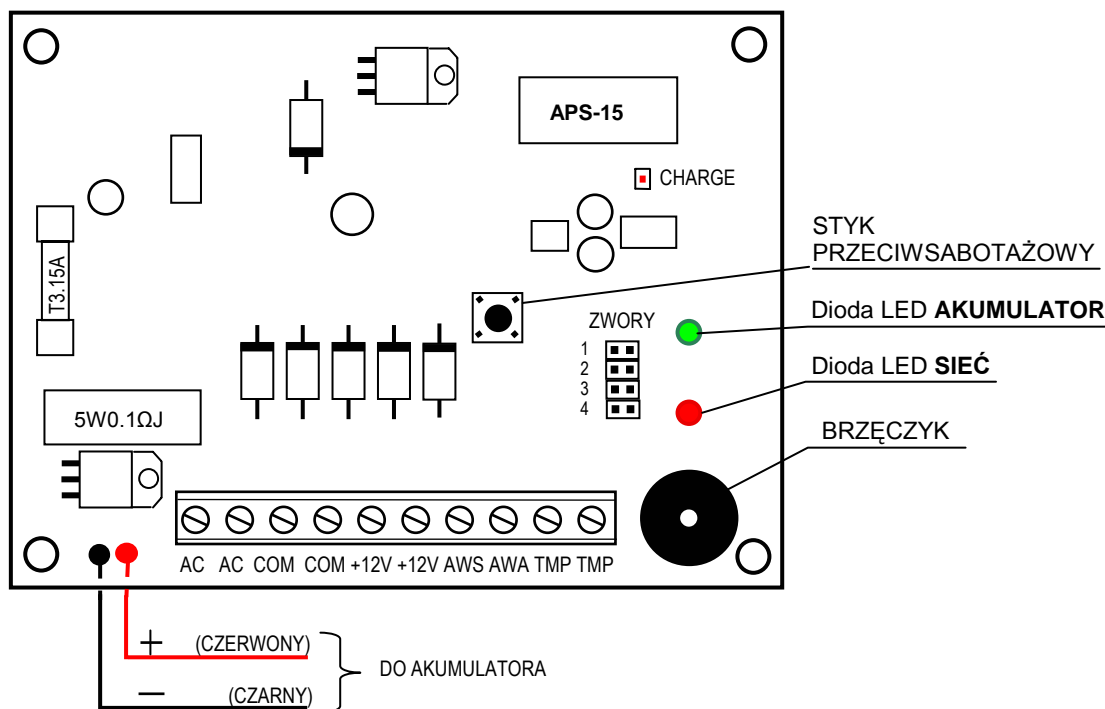 APS-15
CHARGE
STYK
PRZECIWSABOTAŻOWY
T3.15A
Dioda LED AKUMULATOR
ZWORY
1
2
3
4
Dioda LED SIEĆ
5W0.1ΩJ
BRZĘCZYK
AC AC COM COM +12V +12V AWS AWA TMP TMP
+ (CZERWONY)
DO AKUMULATORA
— (CZARNY)